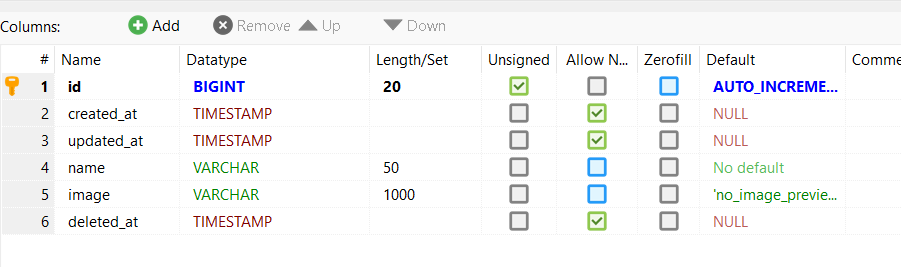 Columns: Add Remove Up Down
# Name Datatype Length/Set Unsigned Allow N... Zerofill Default Comme
1 id BIGINT 20 AUTO_INCREME...
2 created_at TIMESTAMP NULL
3 updated_at TIMESTAMP NULL
4 name VARCHAR 50 No default
5 image VARCHAR 1000 'no_image_previe...
6 deleted_at TIMESTAMP NULL